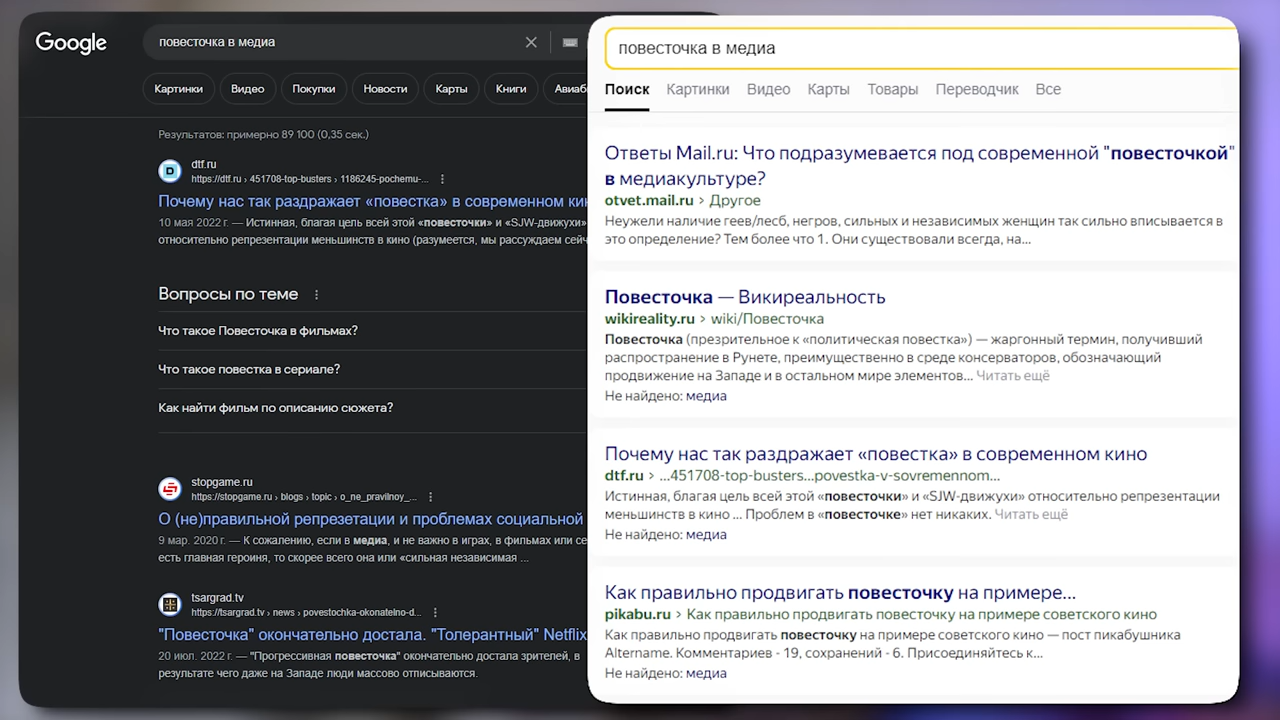 Google
повесточка в медиа
Картинки
Видео
Покупки
Новости
Карты
Книги
Авиаб
Результатов: примерно 89 100 (0,35 сек.)
dtf.ru
https://dtf.ru › 451708-top-busters › 1186245-pochemu-...
Почему нас так раздражает «повестка» в современном ки
10 мая 2022 г. — Истинная, благая цель всей этой «повесточки» и «SJW-движухи»
относительно репрезентации меньшинств в кино (разумеется, мы рассуждаем сейч
Вопросы по теме
Что такое Повесточка в фильмах?
Что такое повестка в сериале?
Как найти фильм по описанию сюжета?
stopgame.ru
https://stopgame.ru › blogs › topic › o_ne_pravilnoy_...
О (не)правильной репрезетации и проблемах социальной
9 мар. 2020 г. — К сожалению, если в медиа, и не важно в играх, в фильмах или се
есть главная героиня, то скорее всего она или «сильная независимая ...
tsargrad.tv
https://tsargrad.tv › news › povestochka-okonatelno-d...
"Повесточка" окончательно достала. "Толерантный" Netflix
20 июл. 2022 г. — "Прогрессивная повесточка" окончательно достала зрителей, в
результате чего даже на Западе люди массово отписываются.
повесточка в медиа
Поиск
Картинки
Видео
Карты
Товары
Переводчик
Все
Ответы Mail.ru: Что подразумевается под современной "повесточкой"
в медиакультуре?
otvet.mail.ru › Другое
Неужели наличие геев/лесб, негров, сильных и независимых женщин так сильно вписывается в
это определение? Тем более что 1. Они существовали всегда, на...
Повесточка — Викиреальность
wikireality.ru › wiki/Повесточка
Повесточка (презрительное к «политическая повестка») — жаргонный термин, получивший
распространение в Рунете, преимущественно в среде консерваторов, обозначающий
продвижение на Западе и в остальном мире элементов... Читать ещё
Не найдено: медиа
Почему нас так раздражает «повестка» в современном кино
dtf.ru › ...451708-top-busters...povestka-v-sovremennom...
Истинная, благая цель всей этой «повесточки» и «SJW-движухи» относительно репрезентации
меньшинств в кино ... Проблем в «повесточке» нет никаких. Читать ещё
Не найдено: медиа
Как правильно продвигать повесточку на примере...
pikabu.ru › Как правильно продвигать повесточку на примере советского кино
Как правильно продвигать повесточку на примере советского кино — пост пикабушника
Altername. Комментариев - 19, сохранений - 6. Присоединяйтесь к...
Не найдено: медиа